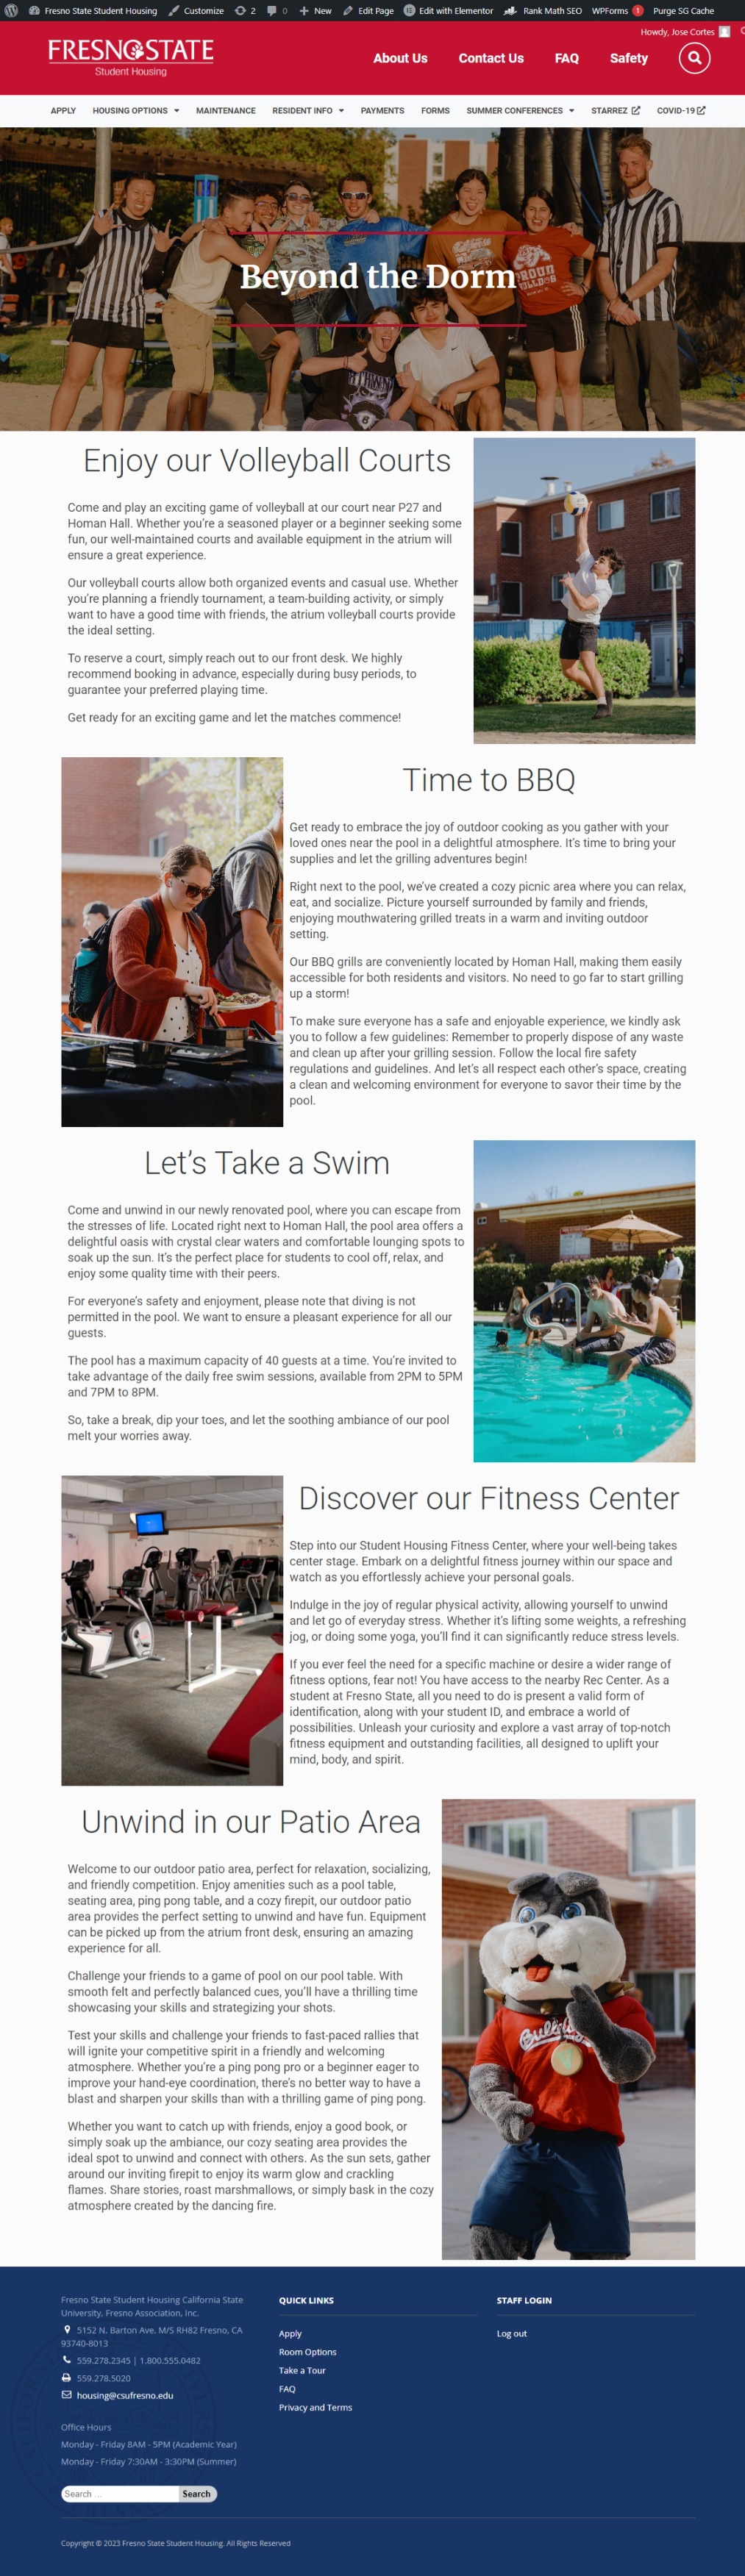 Fresno State Student Housing Customize 2 0 New Edit Page Edit with Elementor Rank Math SEO WPForms 1 Purge SG Cache
Howdy, Jose Cortes
FRESNO STATE
Student Housing
About Us Contact Us FAQ Safety
APPLY HOUSING OPTIONS MAINTENANCE RESIDENT INFO PAYMENTS FORMS SUMMER CONFERENCES STARREZ COVID-19
Beyond the Dorm
Enjoy our Volleyball Courts
Come and play an exciting game of volleyball at our court near P27 and
Homan Hall. Whether you're a seasoned player or a beginner seeking some
fun, our well-maintained courts and available equipment in the atrium will
ensure a great experience.
Our volleyball courts allow both organized events and casual use. Whether
you're planning a friendly tournament, a team-building activity, or simply
want to have a good time with friends, the atrium volleyball courts provide
the ideal setting.
To reserve a court, simply reach out to our front desk. We highly
recommend booking in advance, especially during busy periods, to
guarantee your preferred playing time.
Get ready for an exciting game and let the matches commence!
Time to BBQ
Get ready to embrace the joy of outdoor cooking as you gather with your
loved ones near the pool in a delightful atmosphere. It's time to bring your
supplies and let the grilling adventures begin!
Right next to the pool, we've created a cozy picnic area where you can relax,
eat, and socialize. Picture yourself surrounded by family and friends,
enjoying mouthwatering grilled treats in a warm and inviting outdoor
setting.
Our BBQ grills are conveniently located by Homan Hall, making them easily
accessible for both residents and visitors. No need to go far to start grilling
up a storm!
To make sure everyone has a safe and enjoyable experience, we kindly ask
you to follow a few guidelines: Remember to properly dispose of any waste
and clean up after your grilling session. Follow the local fire safety
regulations and guidelines. And let's all respect each other's space, creating
a clean and welcoming environment for everyone to savor their time by the
pool.
Let's Take a Swim
Come and unwind in our newly renovated pool, where you can escape from
the stresses of life. Located right next to Homan Hall, the pool area offers a
delightful oasis with crystal clear waters and comfortable lounging spots to
soak up the sun. It's the perfect place for students to cool off, relax, and
enjoy some quality time with their peers.
For everyone's safety and enjoyment, please note that diving is not
permitted in the pool. We want to ensure a pleasant experience for all our
guests.
The pool has a maximum capacity of 40 guests at a time. You're invited to
take advantage of the daily free swim sessions, available from 2PM to 5PM
and 7PM to 8PM.
So, take a break, dip your toes, and let the soothing ambiance of our pool
melt your worries away.
Discover our Fitness Center
Step into our Student Housing Fitness Center, where your well-being takes
center stage. Embark on a delightful fitness journey within our space and
watch as you effortlessly achieve your personal goals.
Indulge in the joy of regular physical activity, allowing yourself to unwind
and let go of everyday stress. Whether it's lifting some weights, a refreshing
jog, or doing some yoga, you'll find it can significantly reduce stress levels.
If you ever feel the need for a specific machine or desire a wider range of
fitness options, fear not! You have access to the nearby Rec Center. As a
student at Fresno State, all you need to do is present a valid form of
identification, along with your student ID, and embrace a world of
possibilities. Unleash your curiosity and explore a vast array of top-notch
fitness equipment and outstanding facilities, all designed to uplift your
mind, body, and spirit.
Unwind in our Patio Area
Welcome to our outdoor patio area, perfect for relaxation, socializing,
and friendly competition. Enjoy amenities such as a pool table,
seating area, ping pong table, and a cozy firepit, our outdoor patio
area provides the perfect setting to unwind and have fun. Equipment
can be picked up from the atrium front desk, ensuring an amazing
experience for all.
Challenge your friends to a game of pool on our pool table. With
smooth felt and perfectly balanced cues, you'll have a thrilling time
showcasing your skills and strategizing your shots.
Test your skills and challenge your friends to fast-paced rallies that
will ignite your competitive spirit in a friendly and welcoming
atmosphere. Whether you're a ping pong pro or a beginner eager to
improve your hand-eye coordination, there's no better way to have a
blast and sharpen your skills than with a thrilling game of ping pong.
Whether you want to catch up with friends, enjoy a good book, or
simply soak up the ambiance, our cozy seating area provides the
ideal spot to unwind and connect with others. As the sun sets, gather
around our inviting firepit to enjoy its warm glow and crackling
flames. Share stories, roast marshmallows, or simply bask in the cozy
atmosphere created by the dancing fire.
Fresno State Student Housing California State
University, Fresno Association, Inc.
5152 N. Barton Ave. M/S RH82 Fresno, CA
93740-8013
559.278.2345 | 1.800.555.0482
559.278.5020
housing@csufresno.edu
Office Hours
Monday - Friday 8AM - 5PM (Academic Year)
Monday - Friday 7:30AM - 3:30PM (Summer)
Search ... Search
QUICK LINKS
Apply
Room Options
Take a Tour
FAQ
Privacy and Terms
STAFF LOGIN
Log out
Copyright © 2023 Fresno State Student Housing. All Rights Reserved